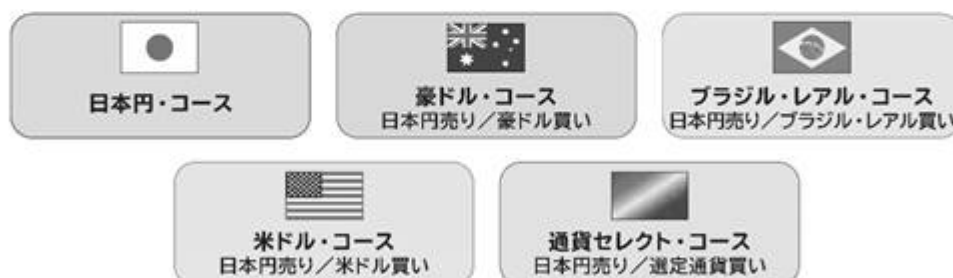 日本円・コース
豪ドル・コース
日本円売り／豪ドル買い
ブラジル・レアル・コース
日本円売り／ブラジル・レアル買い
米ドル・コース
日本円売り／米ドル買い
通貨セレクト・コース
日本円売り／選定通貨買い